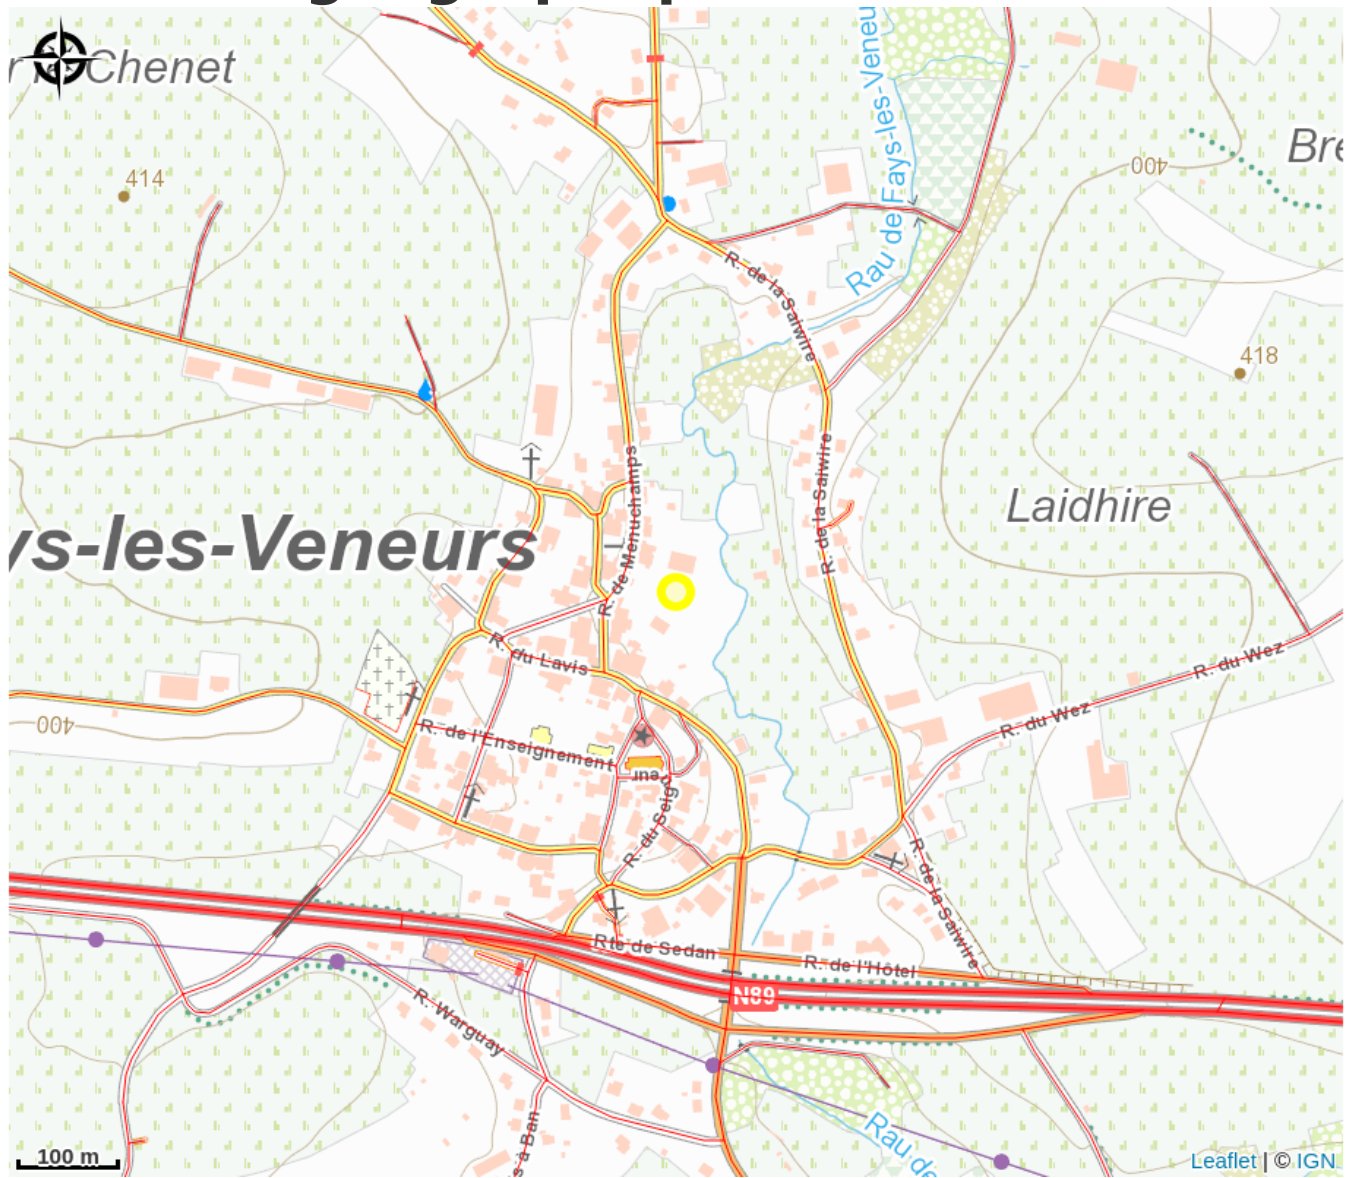 Chenet
Rau de Fays-les-Veneu
414
400
R. de la Saiwire
418
R. de Menuchamps
R. de la Saiwire
Laidhire
ys-les-Veneurs
R. du Lavis
R. du Wez
R. du Wez
400
R. de l'Enseignement
R. du Seigneur
R. de la Saiwire
Rte de Sedan
R. de l'Hôtel
N89
R. Warguay
s à Ban
Rau de
100 m
Leaflet | © IGN